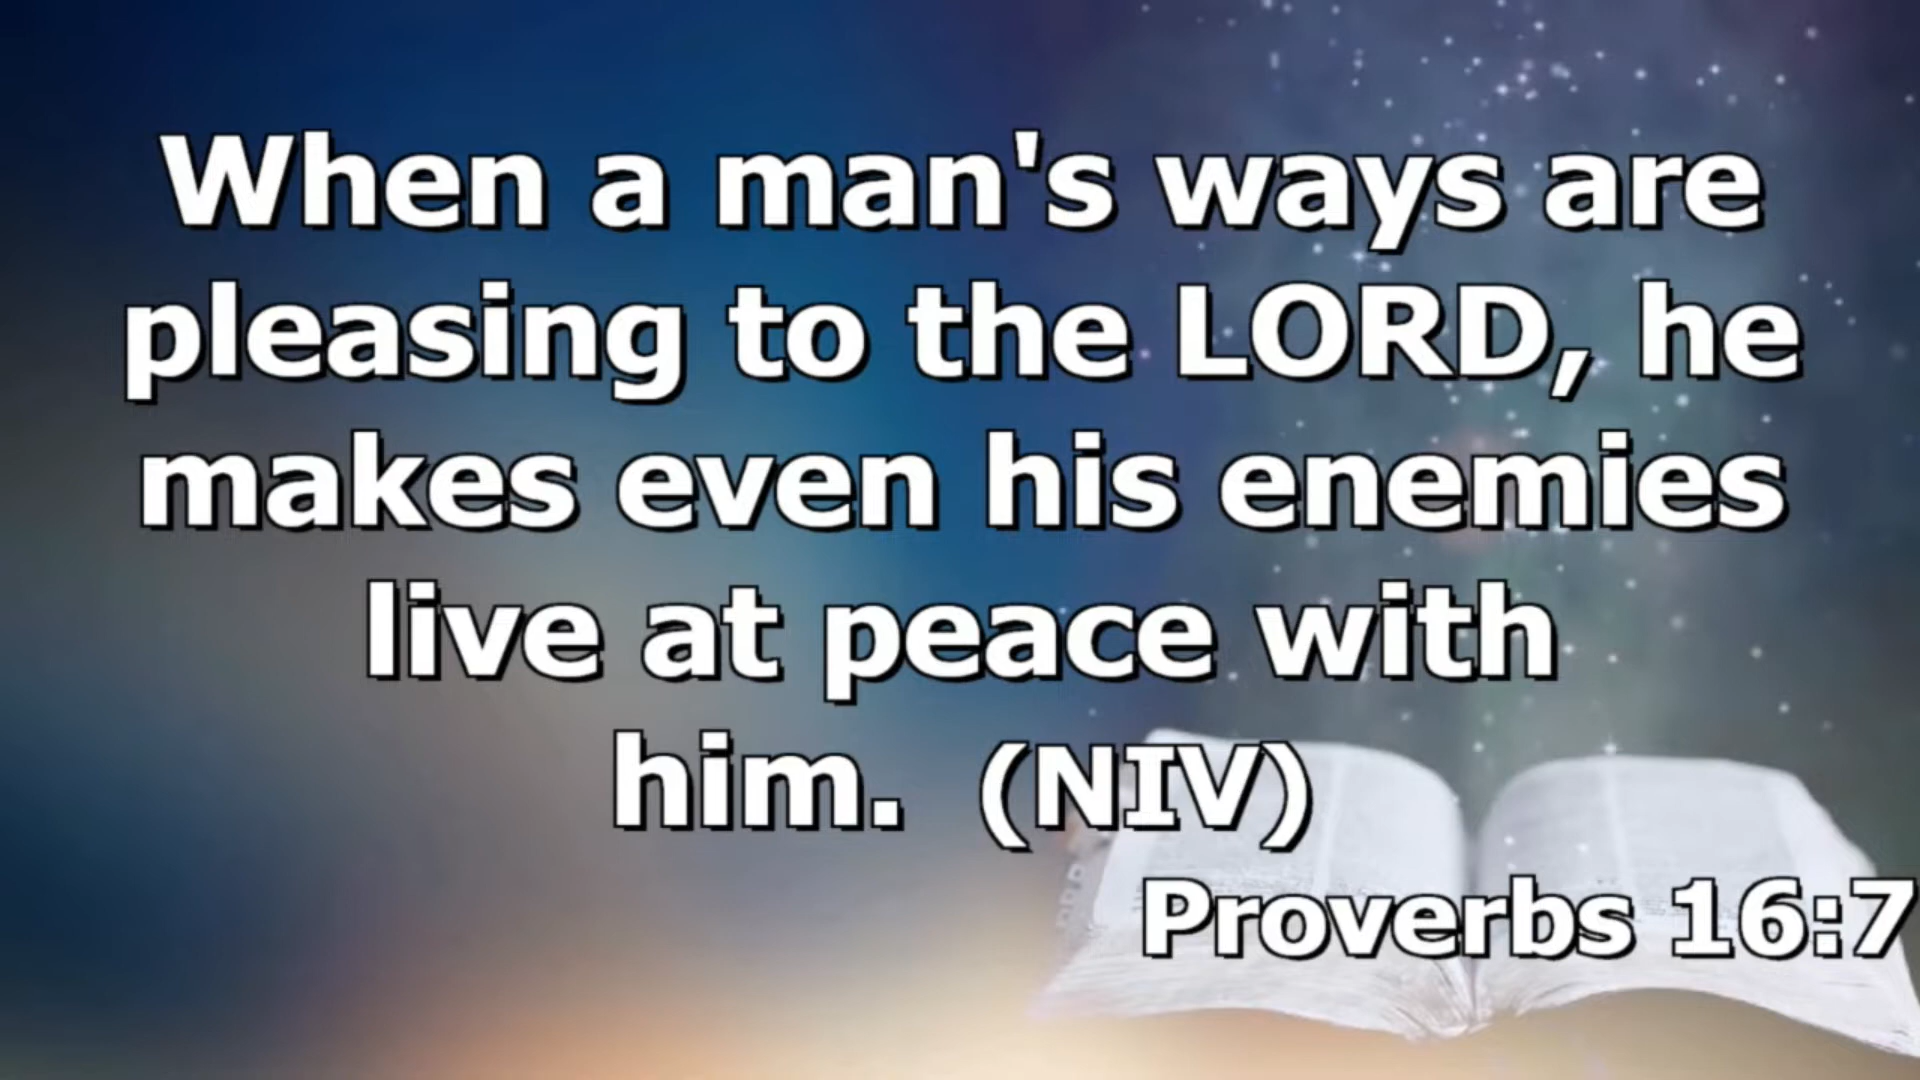 When a man's ways are
pleasing to the LORD, he
makes even his enemies
live at peace with
him. (NIV)
Proverbs 16:7